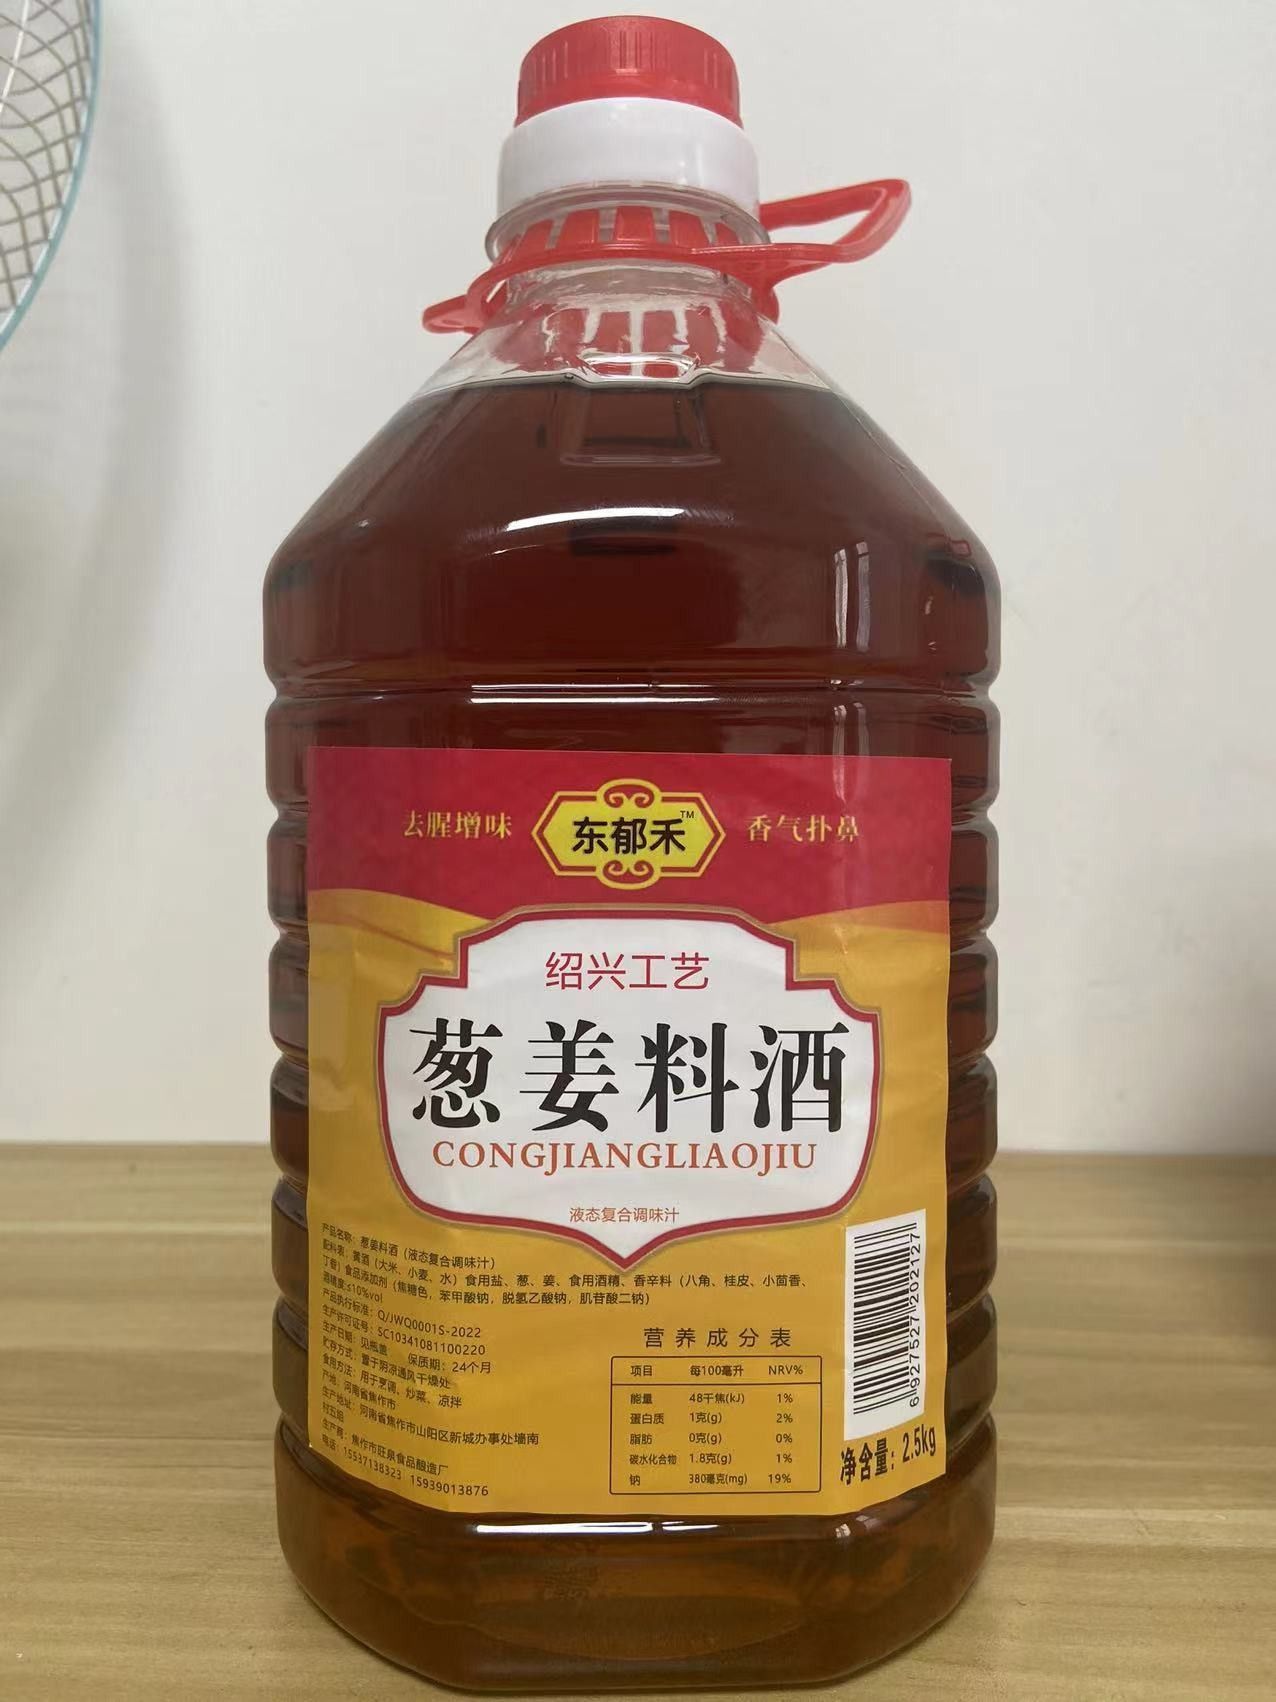 去腥增味
东郁禾™
香气扑鼻
绍兴工艺
葱姜料酒
CONGJIANGLIAOJIU
液态复合调味汁
产品名称：葱姜料酒（液态复合调味汁）
配料表：黄酒（大米、小麦、水）食用盐、葱、姜、食用酒精、香辛料（八角、桂皮、小茴香、
丁香）食品添加剂（焦糖色，苯甲酸钠，脱氢乙酸钠，肌苷酸二钠）
酒精度≤10%vol
产品执行标准：Q/JWQ0001S-2022
生产许可证号：SC10341081100220
生产日期：见瓶盖 保质期：24个月
贮存方式：置于阴凉通风干燥处
食用方法：用于烹调、炒菜、凉拌
产地：河南省焦作市
生产地址：河南省焦作市山阳区新城办事处墙南
村五组
生产商：焦作市旺泉食品酿造厂
电话：15537138323 15939013876
营养成分表
项目 每100毫升 NRV%
能量 48千焦(kJ) 1%
蛋白质 1克(g) 2%
脂肪 0克(g) 0%
碳水化合物 1.8克(g) 1%
钠 380毫克(mg) 19%
6 927527 202127
净含量：2.5kg